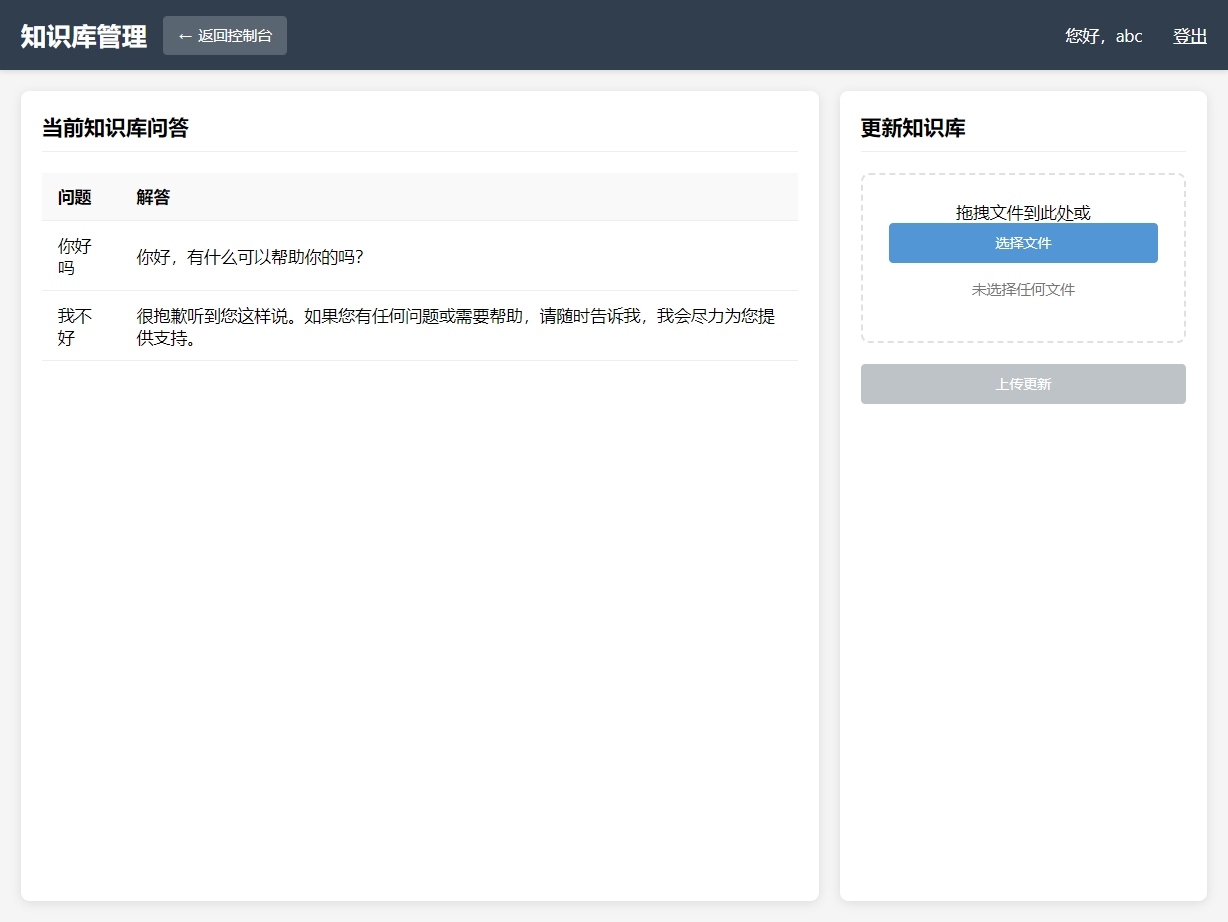 知识库管理
← 返回控制台
您好，abc
登出
当前知识库问答
问题 解答
你好
吗
你好，有什么可以帮助你的吗？
我不
好
很抱歉听到您这样说。如果您有任何问题或需要帮助，请随时告诉我，我会尽力为您提
供支持。
更新知识库
拖拽文件到此处或
选择文件
未选择任何文件
上传更新